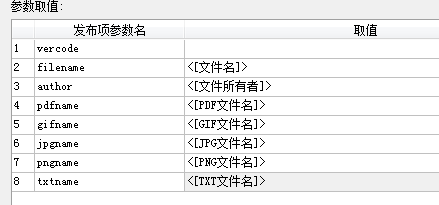 参数取值:
发布项参数名 取值
1 vercode
2 filename <[文件名]>
3 author <[文件所有者]>
4 pdfname <[PDF文件名]>
5 gifname <[GIF文件名]>
6 jpgname <[JPG文件名]>
7 pngname <[PNG文件名]>
8 txtname <[TXT文件名]>